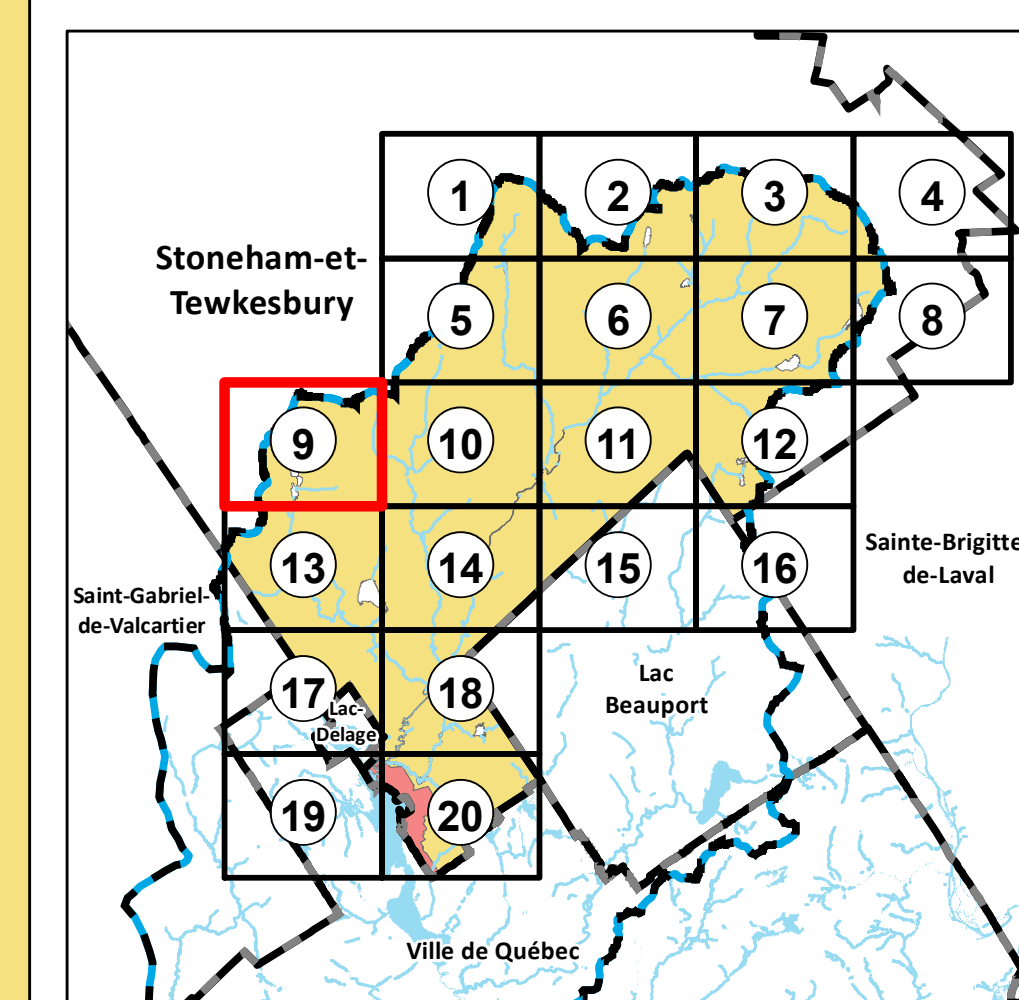 1
2
3
4
Stoneham-et-
Tewkesbury
5
6
7
8
9
10
11
12
13
14
15
16
Sainte-Brigitte
de-Laval
Saint-Gabriel-
de-Valcartier
17
Lac-
Delage
18
Lac
Beauport
19
20
Ville de Québec